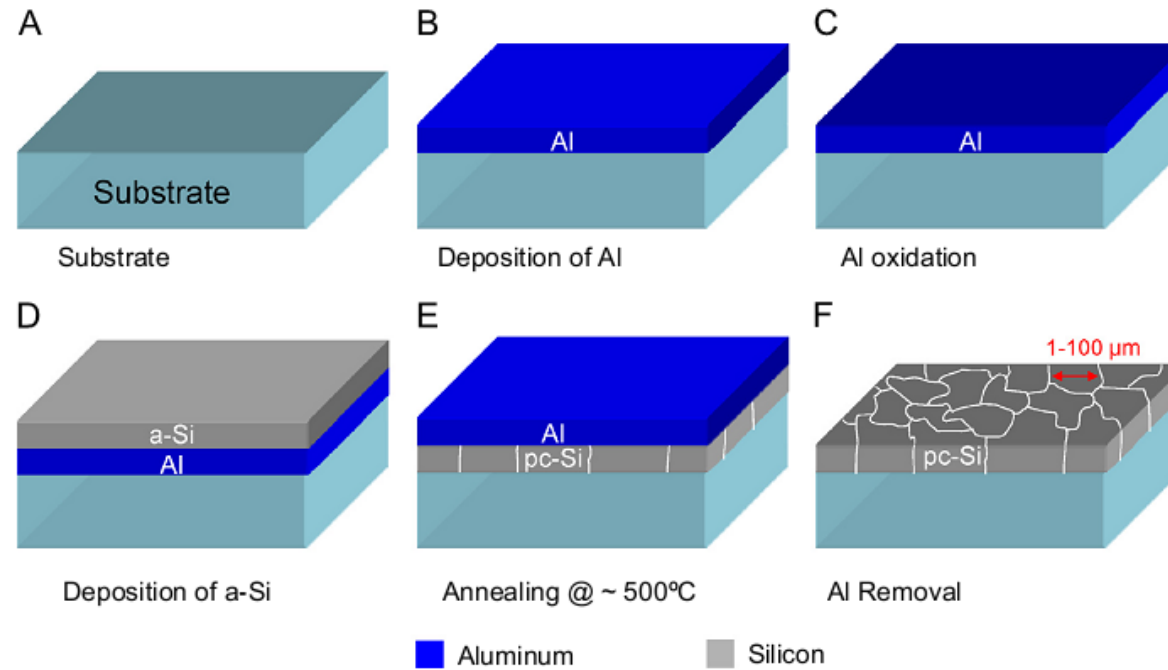 A
Substrate
Substrate
B
Al
Deposition of Al
C
Al
Al oxidation
D
a-Si
Al
Deposition of a-Si
E
Al
pc-Si
Annealing @ ~ 500ºC
F
1-100 µm
pc-Si
Al Removal
Aluminum
Silicon